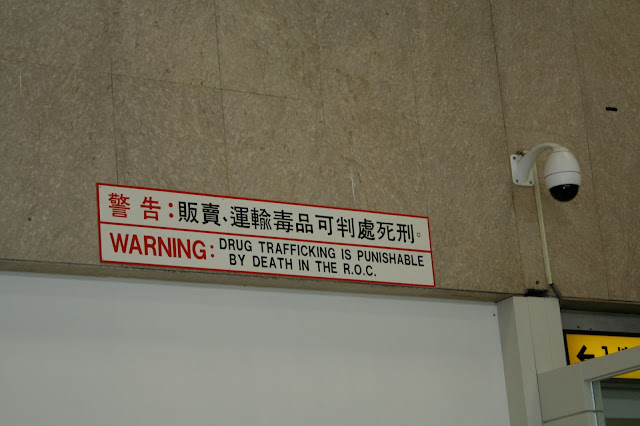 警告:販賣、運輸毒品可判處死刑。
WARNING: DRUG TRAFFICKING IS PUNISHABLE
BY DEATH IN THE R.O.C.